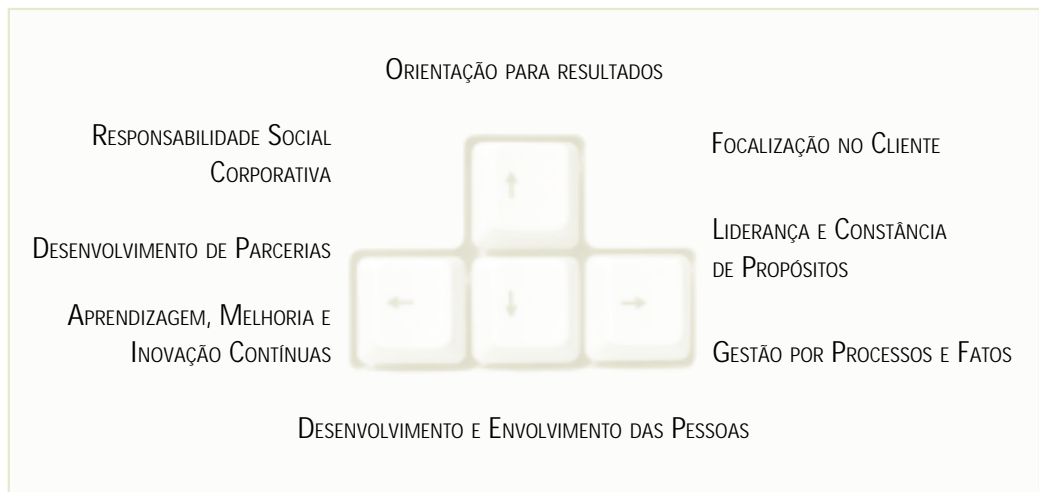 Orientação para resultados
Responsabilidade Social
Corporativa
Focalização no Cliente
Desenvolvimento de Parcerias
Liderança e Constância
de Propósitos
Aprendizagem, Melhoria e
Inovação Contínuas
Gestão por Processos e Fatos
Desenvolvimento e Envolvimento das Pessoas